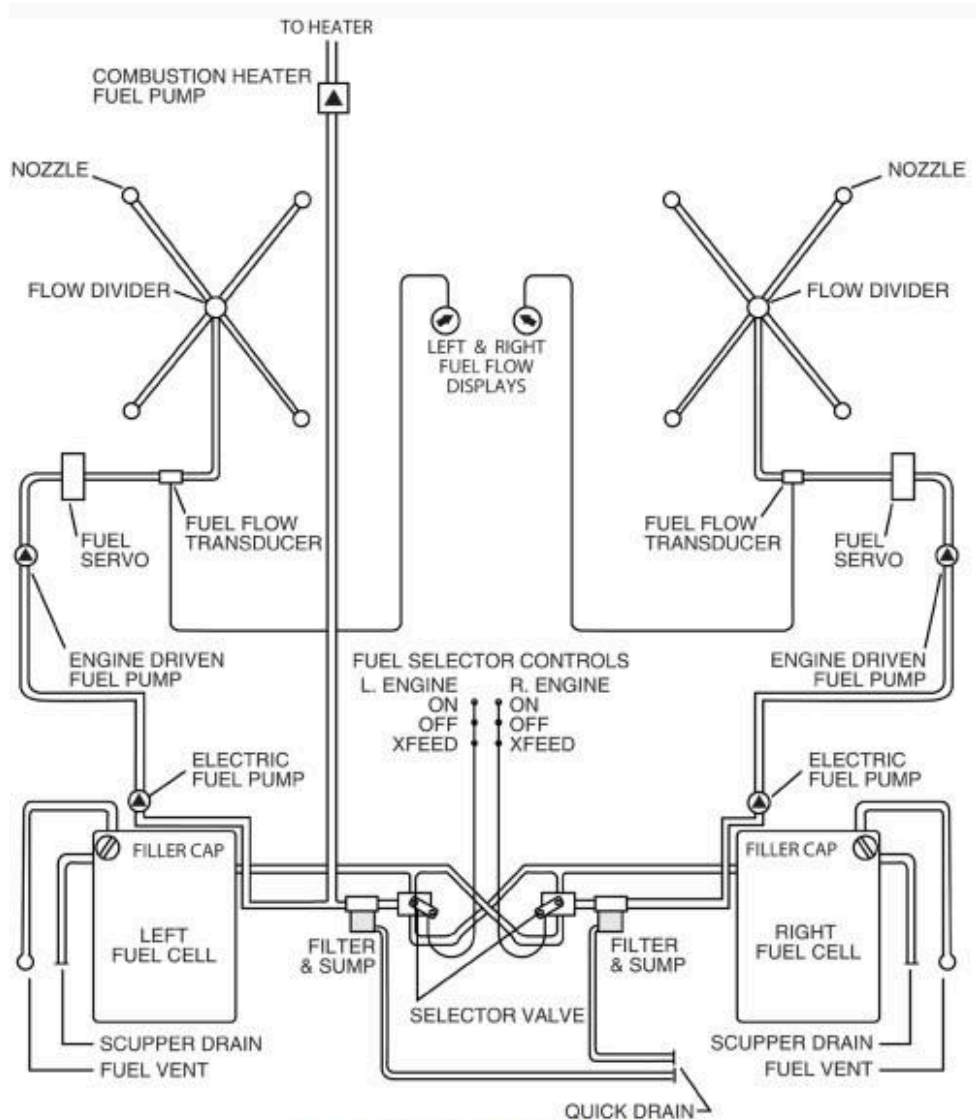 TO HEATER
COMBUSTION HEATER
FUEL PUMP
NOZZLE
NOZZLE
FLOW DIVIDER
FLOW DIVIDER
LEFT & RIGHT
FUEL FLOW
DISPLAYS
FUEL
SERVO
FUEL FLOW
TRANSDUCER
FUEL FLOW
TRANSDUCER
FUEL
SERVO
ENGINE DRIVEN
FUEL PUMP
FUEL SELECTOR CONTROLS
L. ENGINE R. ENGINE
ON ON
OFF OFF
XFEED XFEED
ENGINE DRIVEN
FUEL PUMP
ELECTRIC
FUEL PUMP
ELECTRIC
FUEL PUMP
FILLER CAP
FILLER CAP
LEFT
FUEL CELL
FILTER
& SUMP
FILTER
& SUMP
RIGHT
FUEL CELL
SELECTOR VALVE
SCUPPER DRAIN
FUEL VENT
SCUPPER DRAIN
FUEL VENT
QUICK DRAIN